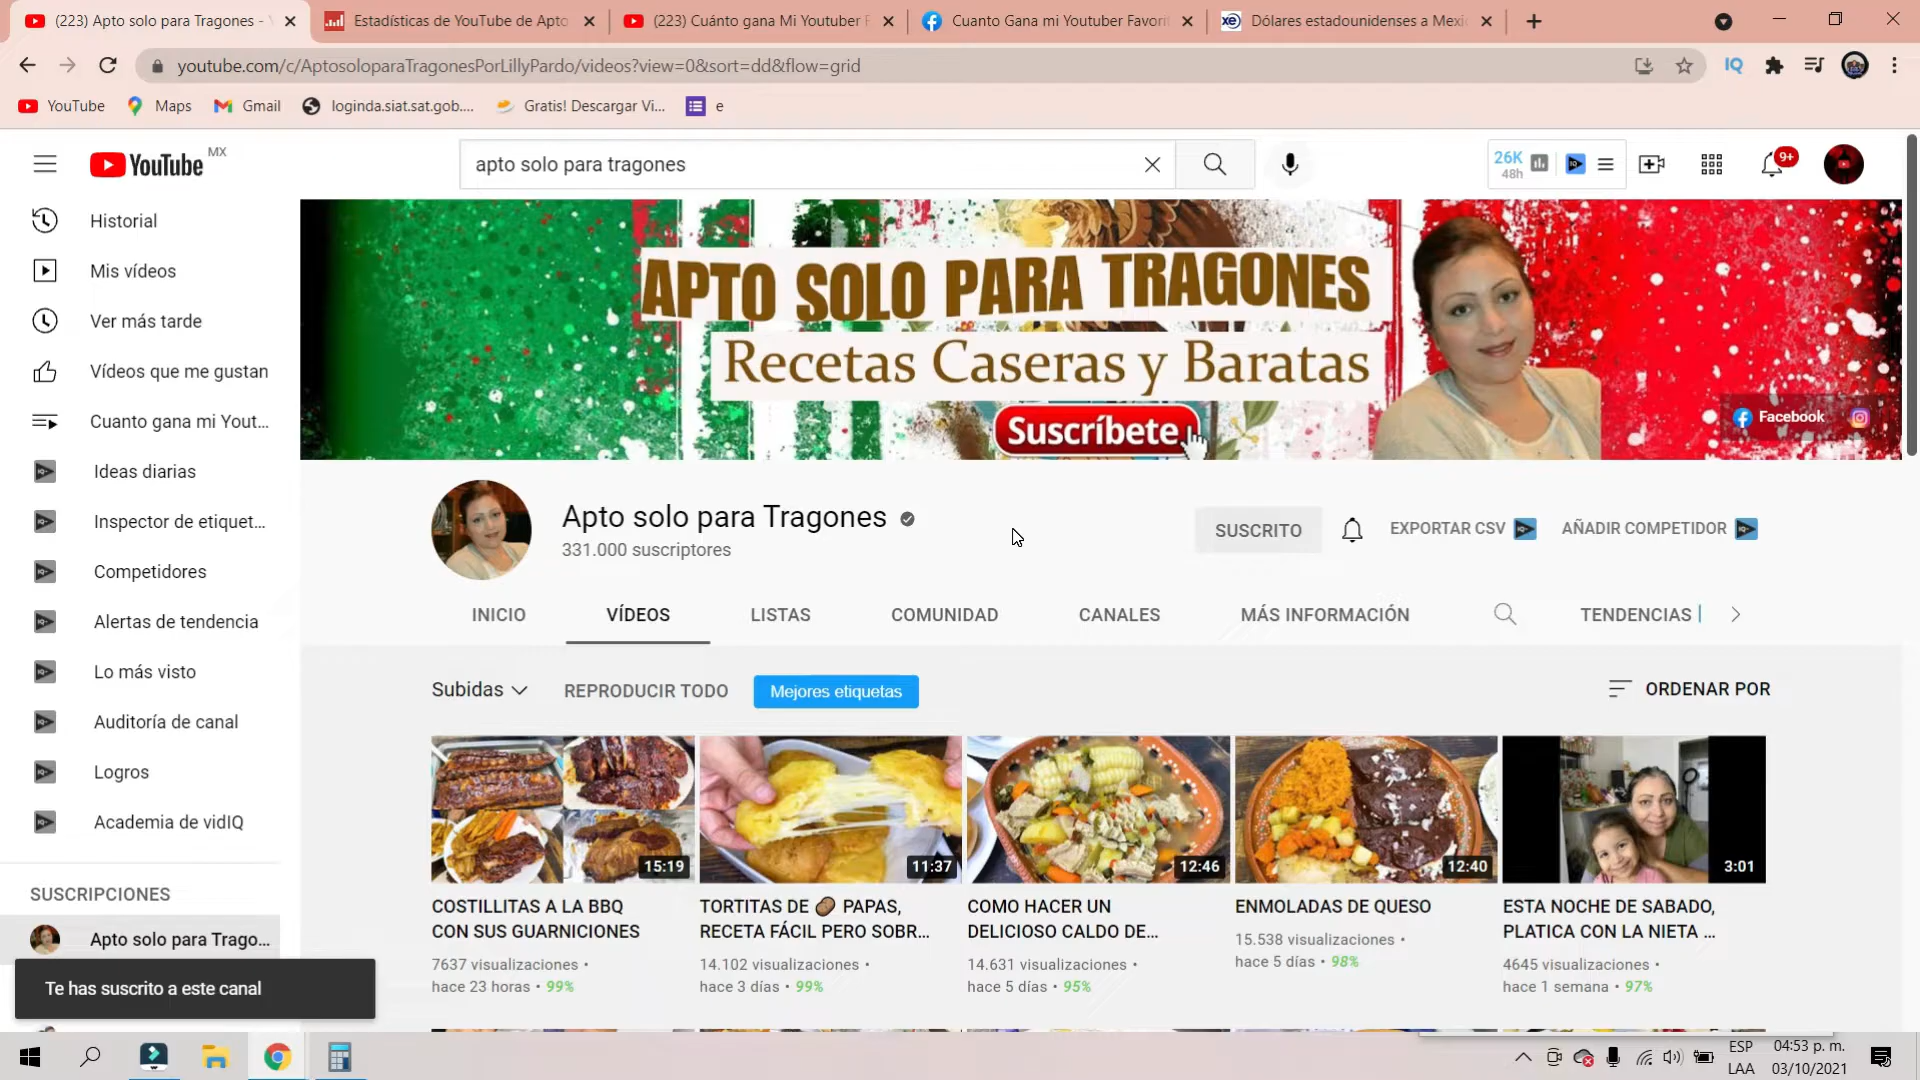 (223) Apto solo para Tragones -
Estadísticas de YouTube de Apto
(223) Cuánto gana Mi Youtuber F
Cuanto Gana mi Youtuber Favori
Dólares estadounidenses a Mexi
youtube.com/c/AptosoloparaTragonesPorLillyPardo/videos?view=0&sort=dd&flow=grid
YouTube
Maps
Gmail
loginda.siat.sat.gob....
Gratis! Descargar Vi...
e
YouTube MX
apto solo para tragones
26K
48h
9+
Historial
Mis vídeos
Ver más tarde
Vídeos que me gustan
Cuanto gana mi Yout...
Ideas diarias
Inspector de etiquet...
Competidores
Alertas de tendencia
Lo más visto
Auditoría de canal
Logros
Academia de vidIQ
SUSCRIPCIONES
Apto solo para Trago...
Te has suscrito a este canal
APTO SOLO PARA TRAGONES
Recetas Caseras y Baratas
Suscríbete
Facebook
Apto solo para Tragones
331.000 suscriptores
SUSCRITO
EXPORTAR CSV
AÑADIR COMPETIDOR
INICIO
VÍDEOS
LISTAS
COMUNIDAD
CANALES
MÁS INFORMACIÓN
TENDENCIAS
Subidas
REPRODUCIR TODO
Mejores etiquetas
ORDENAR POR
15:19
COSTILLITAS A LA BBQ
CON SUS GUARNICIONES
7637 visualizaciones •
hace 23 horas • 99%
11:37
TORTITAS DE 🥔 PAPAS,
RECETA FÁCIL PERO SOBR...
14.102 visualizaciones •
hace 3 días • 99%
12:46
COMO HACER UN
DELICIOSO CALDO DE...
14.631 visualizaciones •
hace 5 días • 95%
12:40
ENMOLADAS DE QUESO
15.538 visualizaciones •
hace 5 días • 98%
3:01
ESTA NOCHE DE SABADO,
PLATICA CON LA NIETA ...
4645 visualizaciones •
hace 1 semana • 97%
ESP
LAA
04:53 p. m.
03/10/2021